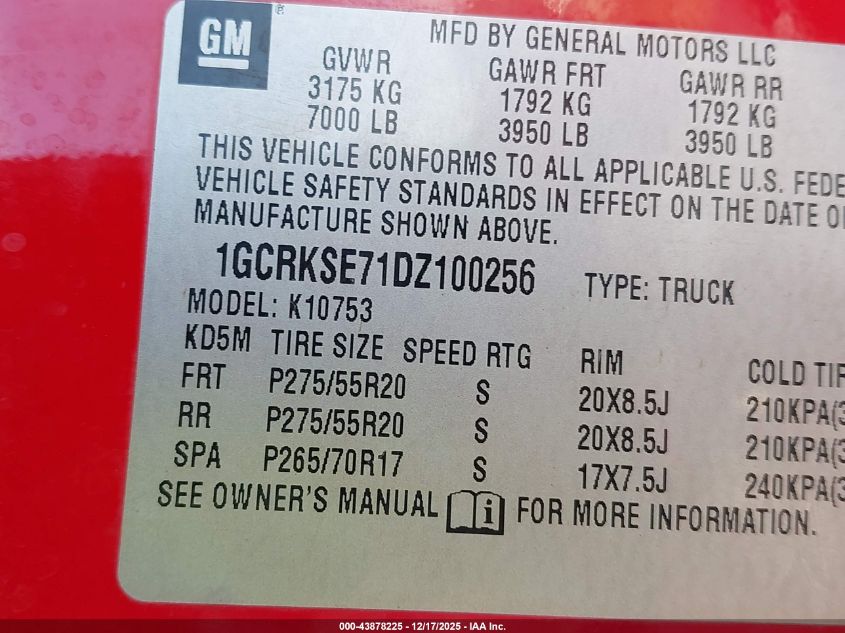 GM
MFD BY GENERAL MOTORS LLC
GVWR GAWR FRT GAWR RR
3175 KG 1792 KG 1792 KG
7000 LB 3950 LB 3950 LB
THIS VEHICLE CONFORMS TO ALL APPLICABLE U.S. FEDE
VEHICLE SAFETY STANDARDS IN EFFECT ON THE DATE O
MANUFACTURE SHOWN ABOVE.
1GCRKSE71DZ100256 TYPE: TRUCK
MODEL: K10753
KD5M TIRE SIZE SPEED RTG RIM COLD TIR
FRT P275/55R20 S 20X8.5J 210KPA(3
RR P275/55R20 S 20X8.5J 210KPA(3
SPA P265/70R17 S 17X7.5J 240KPA(3
SEE OWNER'S MANUAL i FOR MORE INFORMATION.
000-43878225 - 12/17/2025 - IAA Inc.